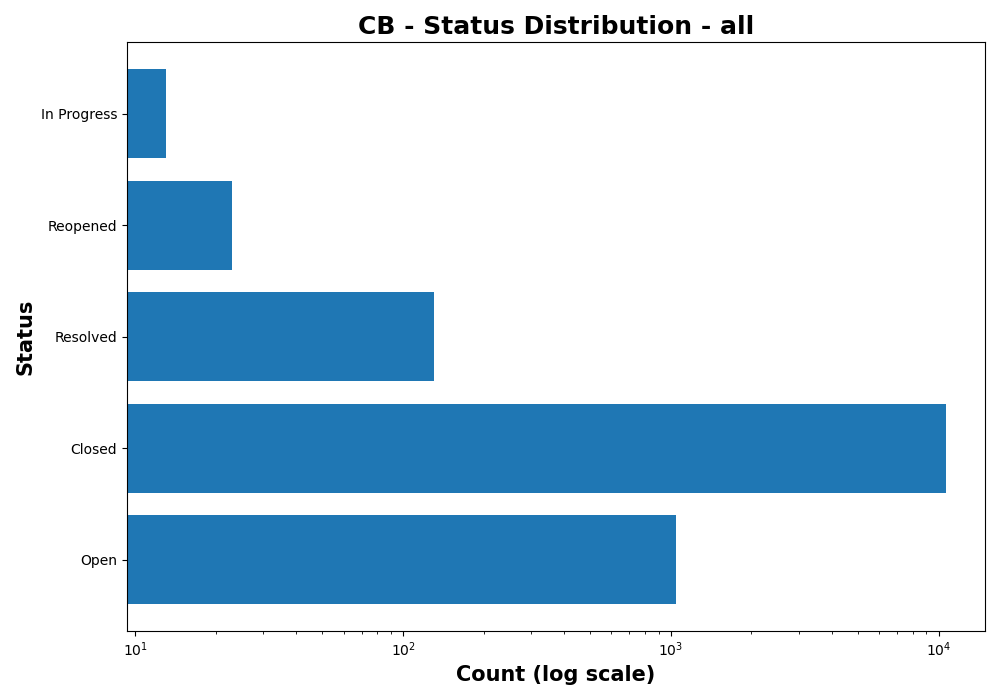 CB - Status Distribution - all
In Progress
Reopened
Resolved
Closed
Open
Status
10¹ 10² 10³ 10⁴
Count (log scale)